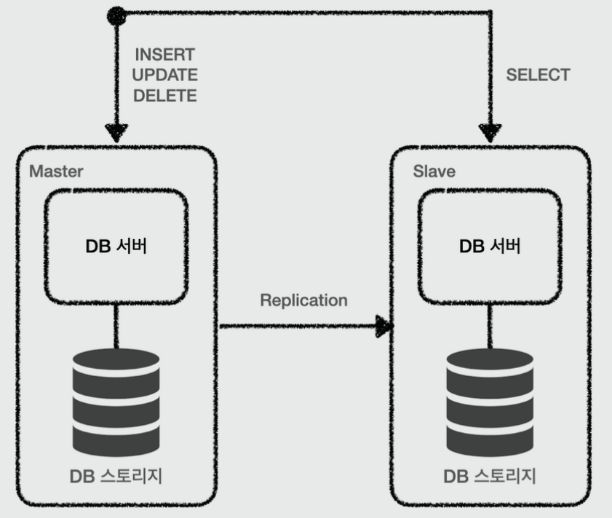 INSERT
UPDATE
DELETE
SELECT
Master
Slave
DB 서버
DB 서버
Replication
DB 스토리지
DB 스토리지